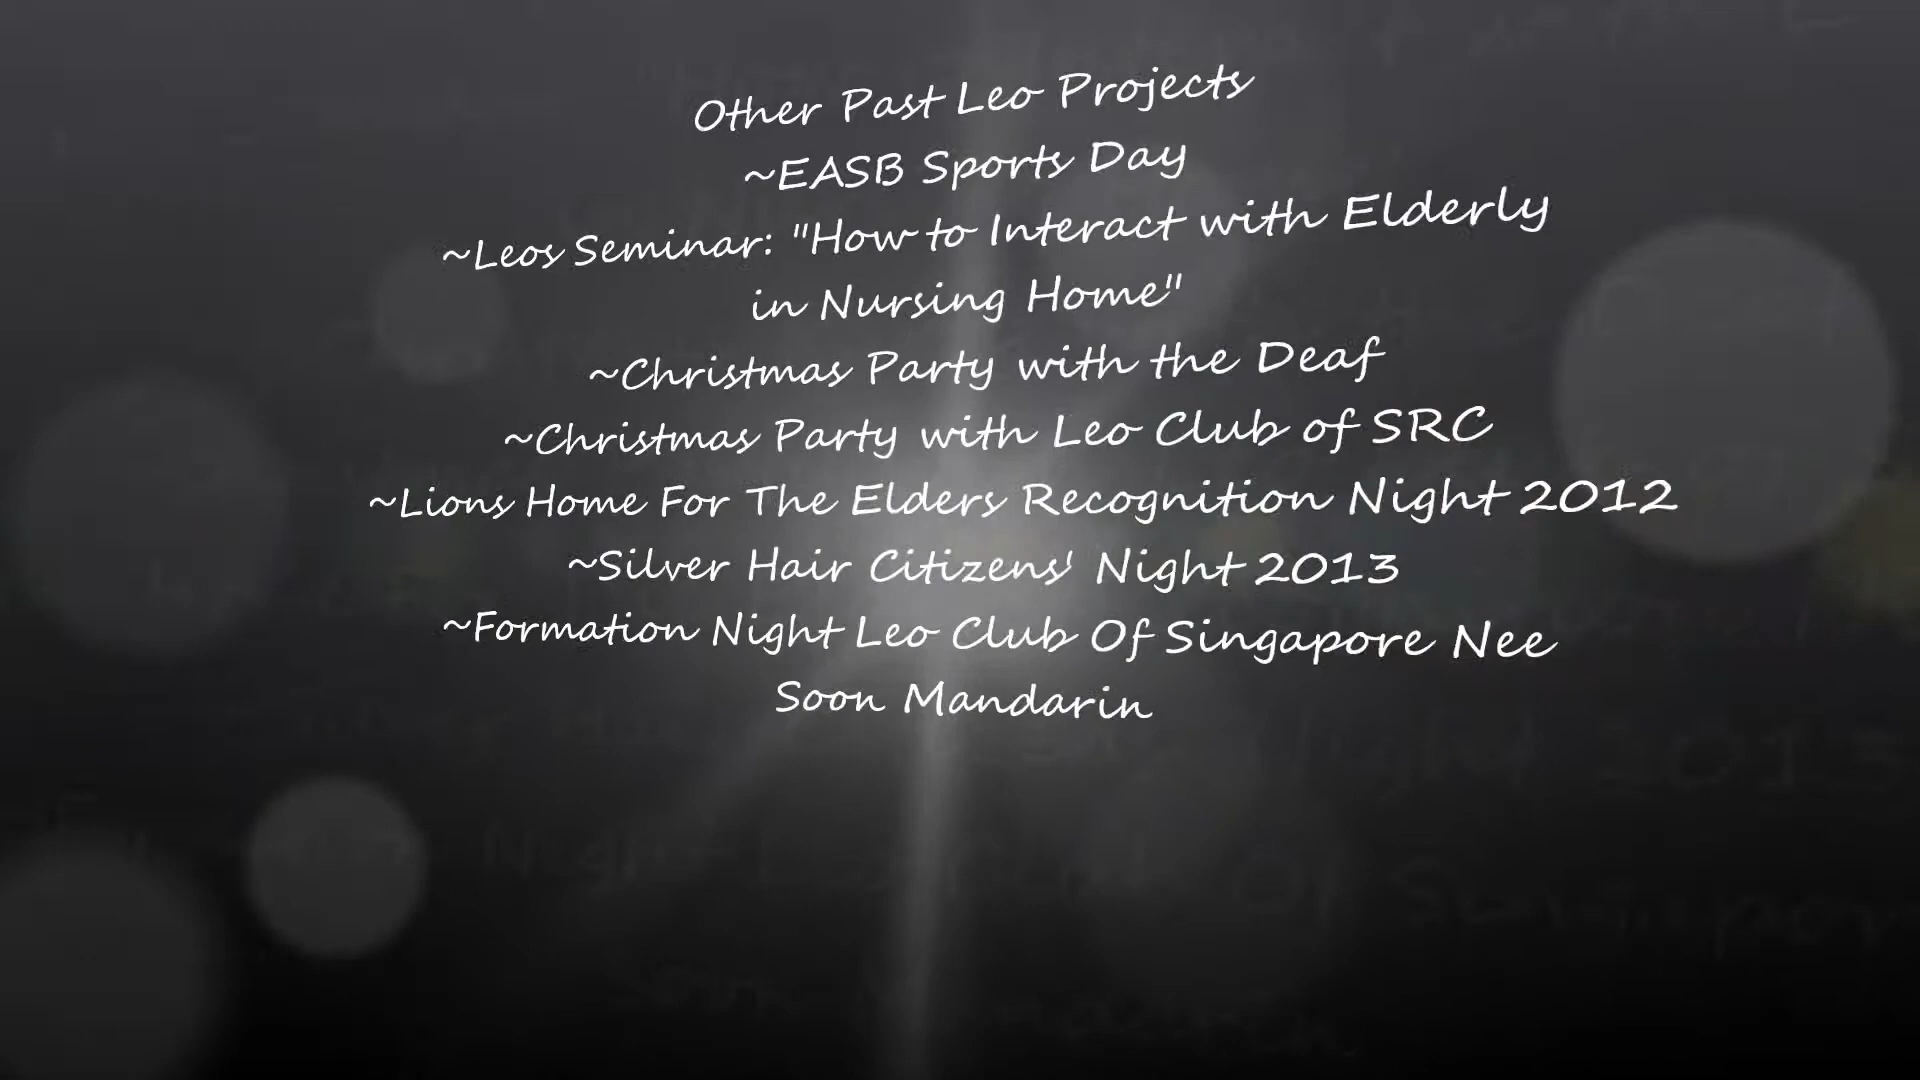 Other Past Leo Projects
~EASB Sports Day
~Leos Seminar: "How to Interact with Elderly
in Nursing Home"
~Christmas Party with the Deaf
~Christmas Party with Leo Club of SRC
~Lions Home For The Elders Recognition Night 2012
~Silver Hair Citizens' Night 2013
~Formation Night Leo Club Of Singapore Nee
Soon Mandarin